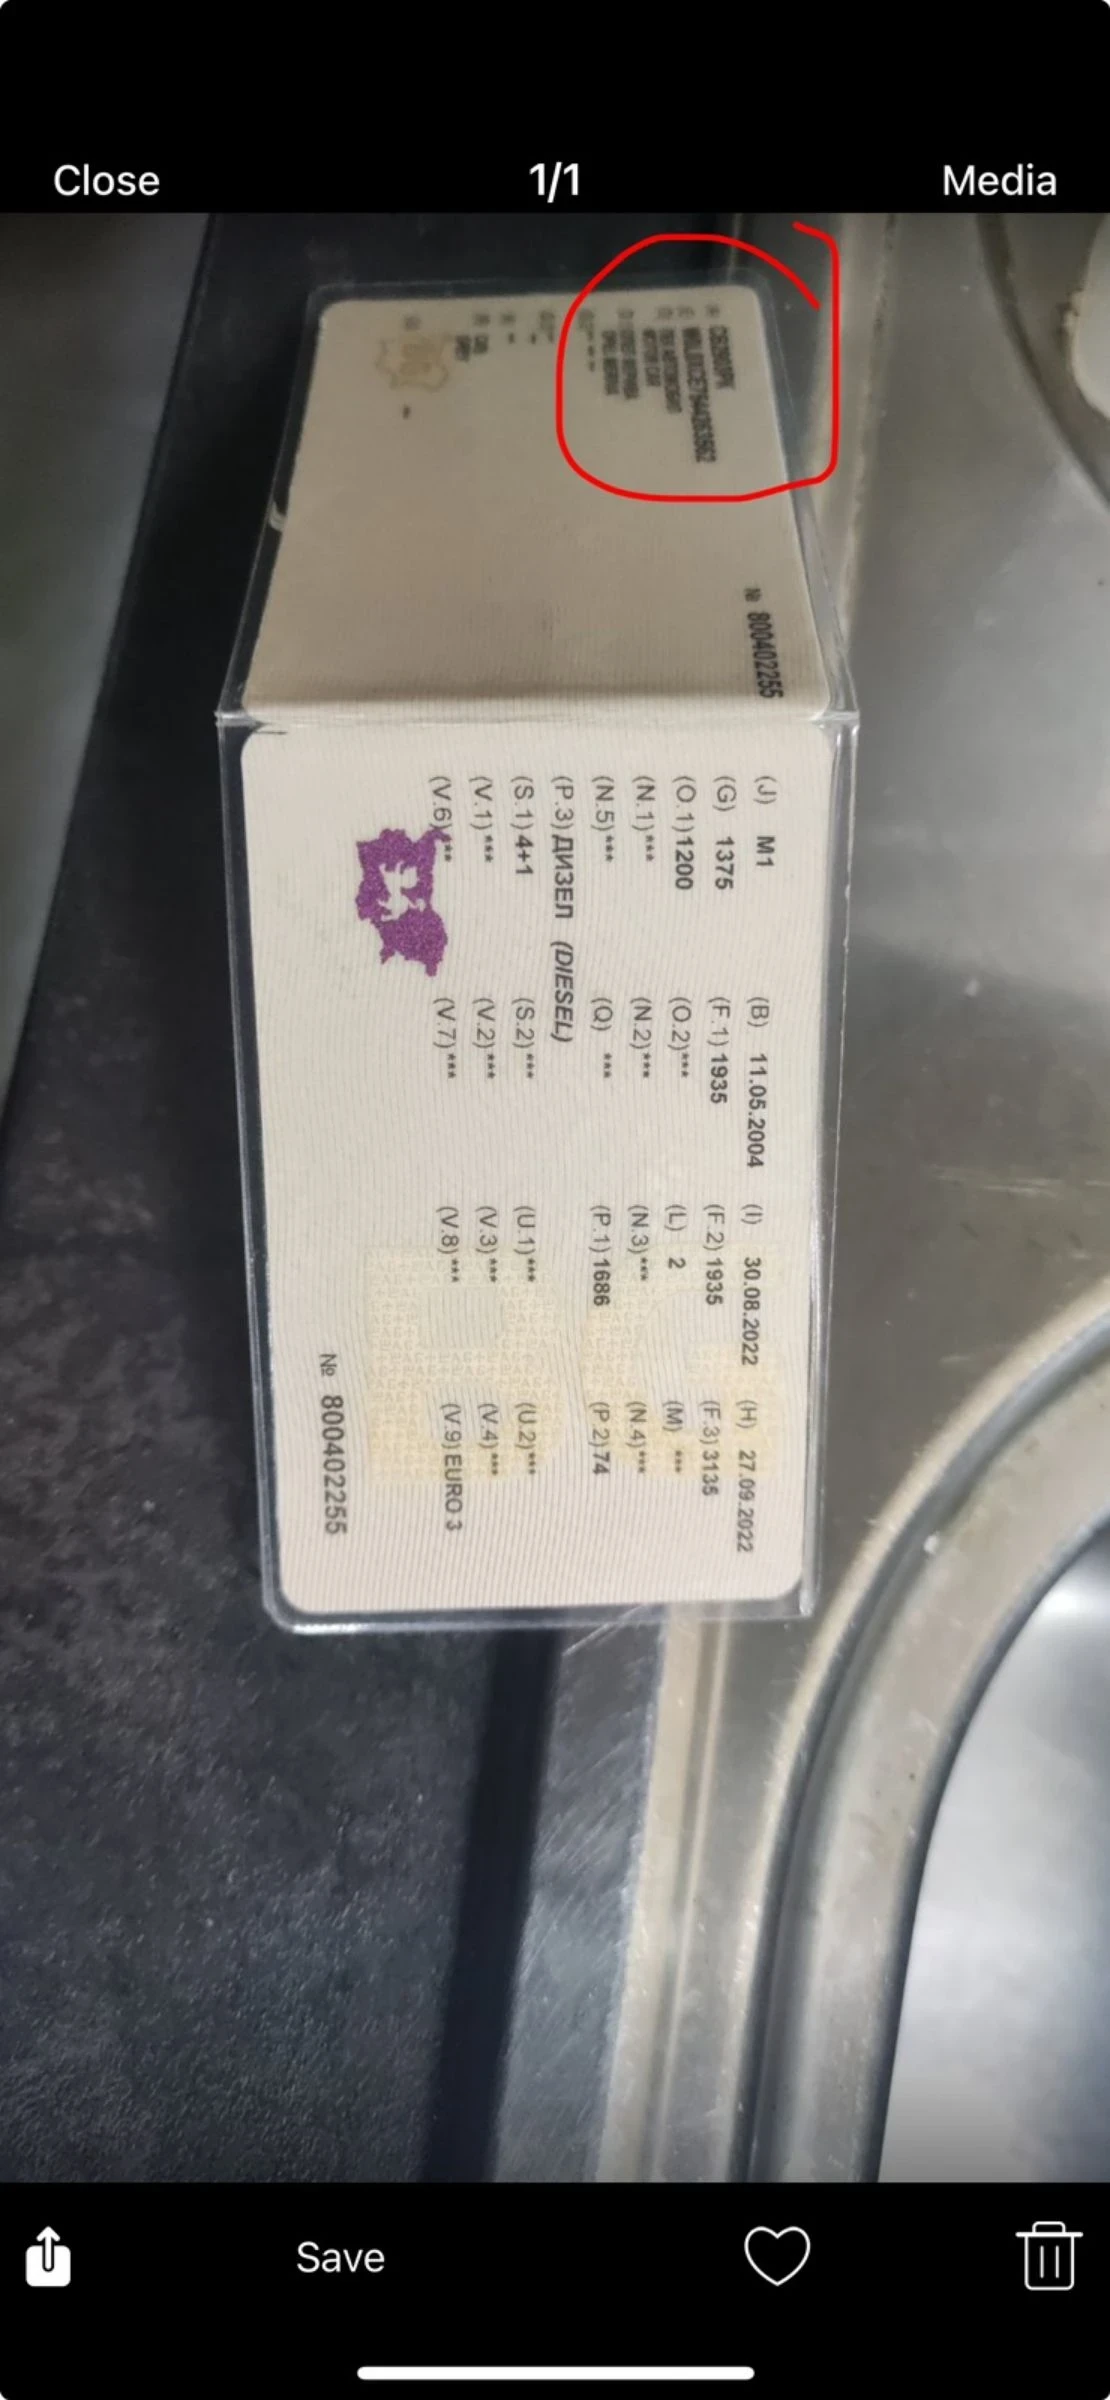 Close
1/1
Media
№ 800402255
(J) M1 (B) 11.05.2004 (I) 30.08.2022 (H) 27.09.2022
(G) 1375 (F.1) 1935 (F.2) 1935 (F.3) 3135
(O.1) 1200 (O.2) *** (L) 2 (M) ***
(N.1) *** (N.2) *** (N.3) *** (N.4) ***
(N.5) *** (Q) *** (P.1) 1686 (P.2) 74
(P.3) ДИЗЕЛ (DIESEL)
(S.1) 4+1 (S.2) *** (U.1) *** (U.2) ***
(V.1) *** (V.2) *** (V.3) *** (V.4) ***
(V.6) *** (V.7) *** (V.8) *** (V.9) EURO 3
№ 800402255
Save